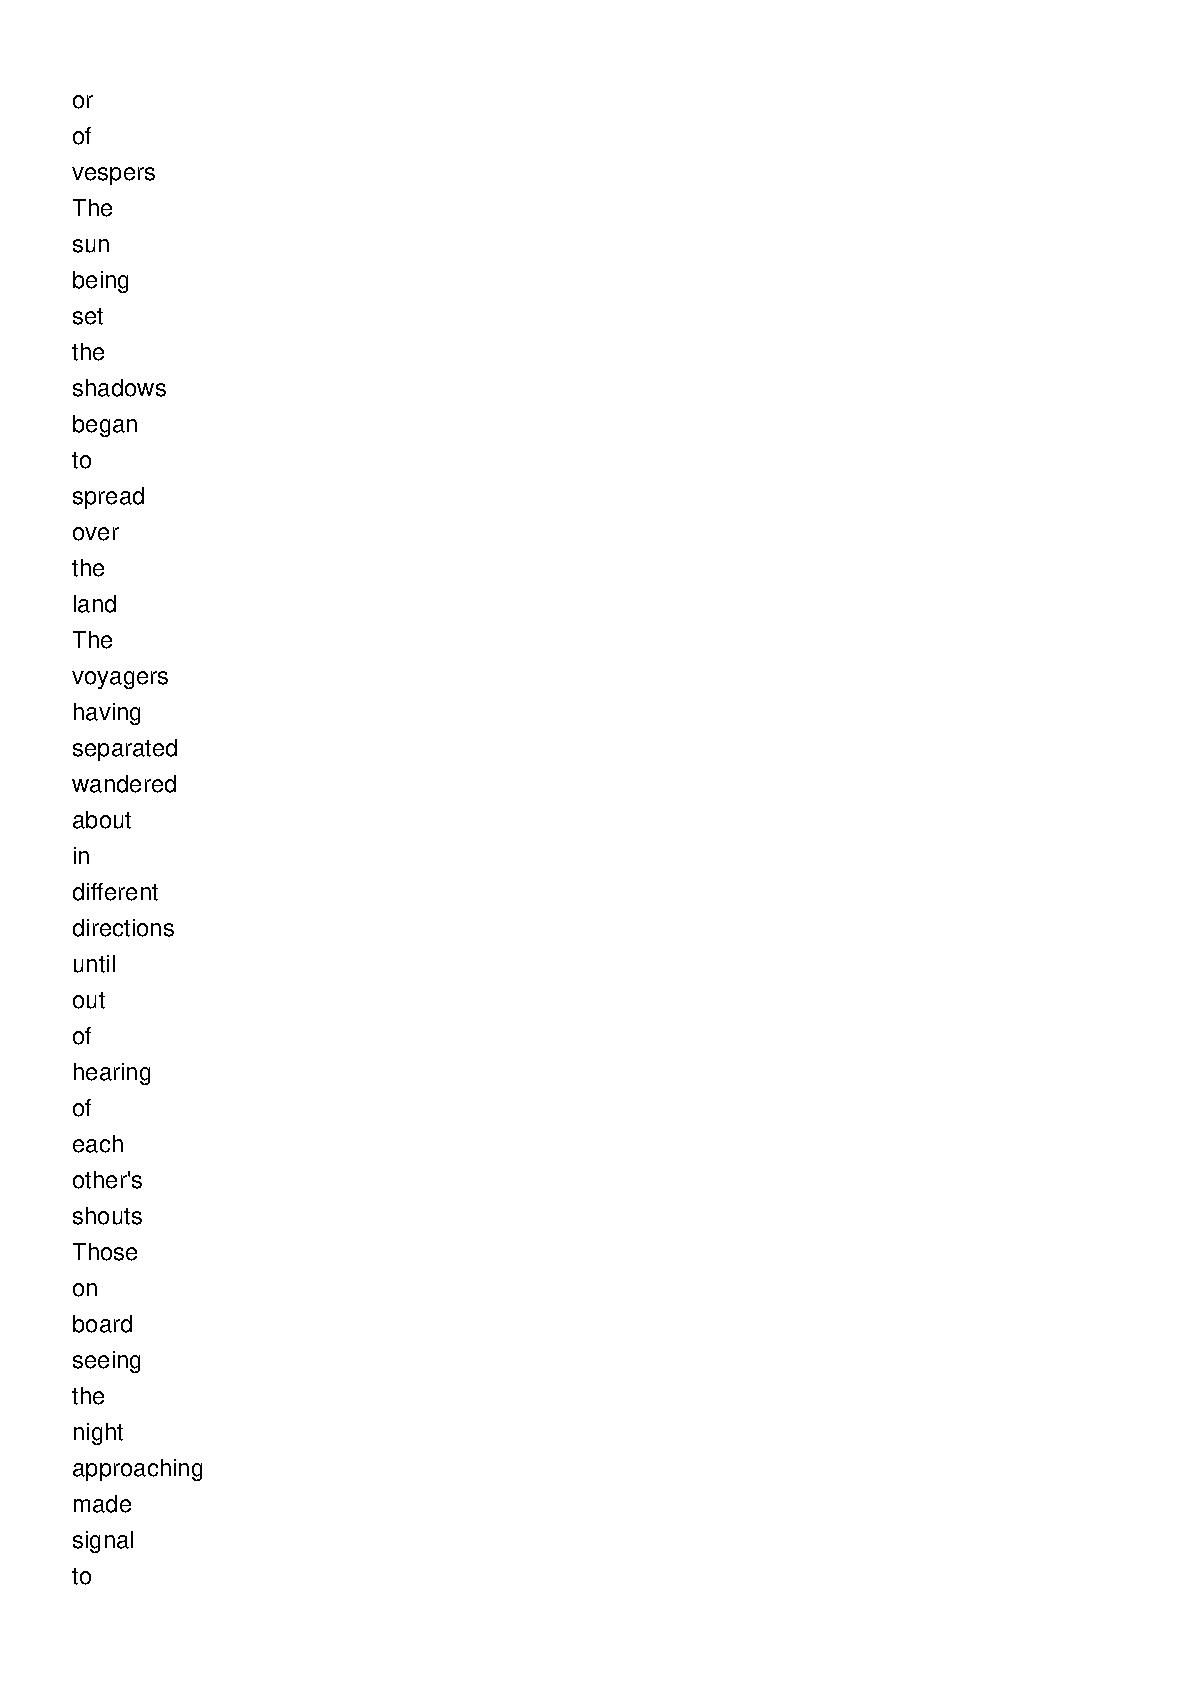 or
of
vespers
The
sun
being
set
the
shadows
began
to
spread
over
the
land
The
voyagers
having
separated
wandered
about
in
different
directions
until
out
of
hearing
of
each
other's
shouts
Those
on
board
seeing
the
night
approaching
made
signal
to